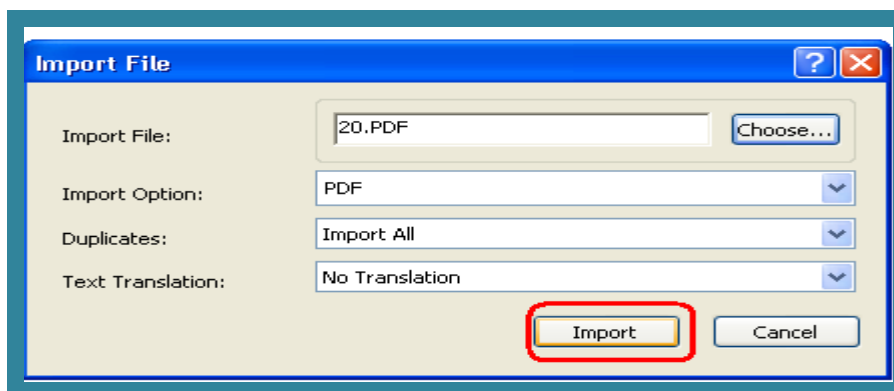 Import File
Import File: 20.PDF Choose...
Import Option: PDF
Duplicates: Import All
Text Translation: No Translation
Import Cancel